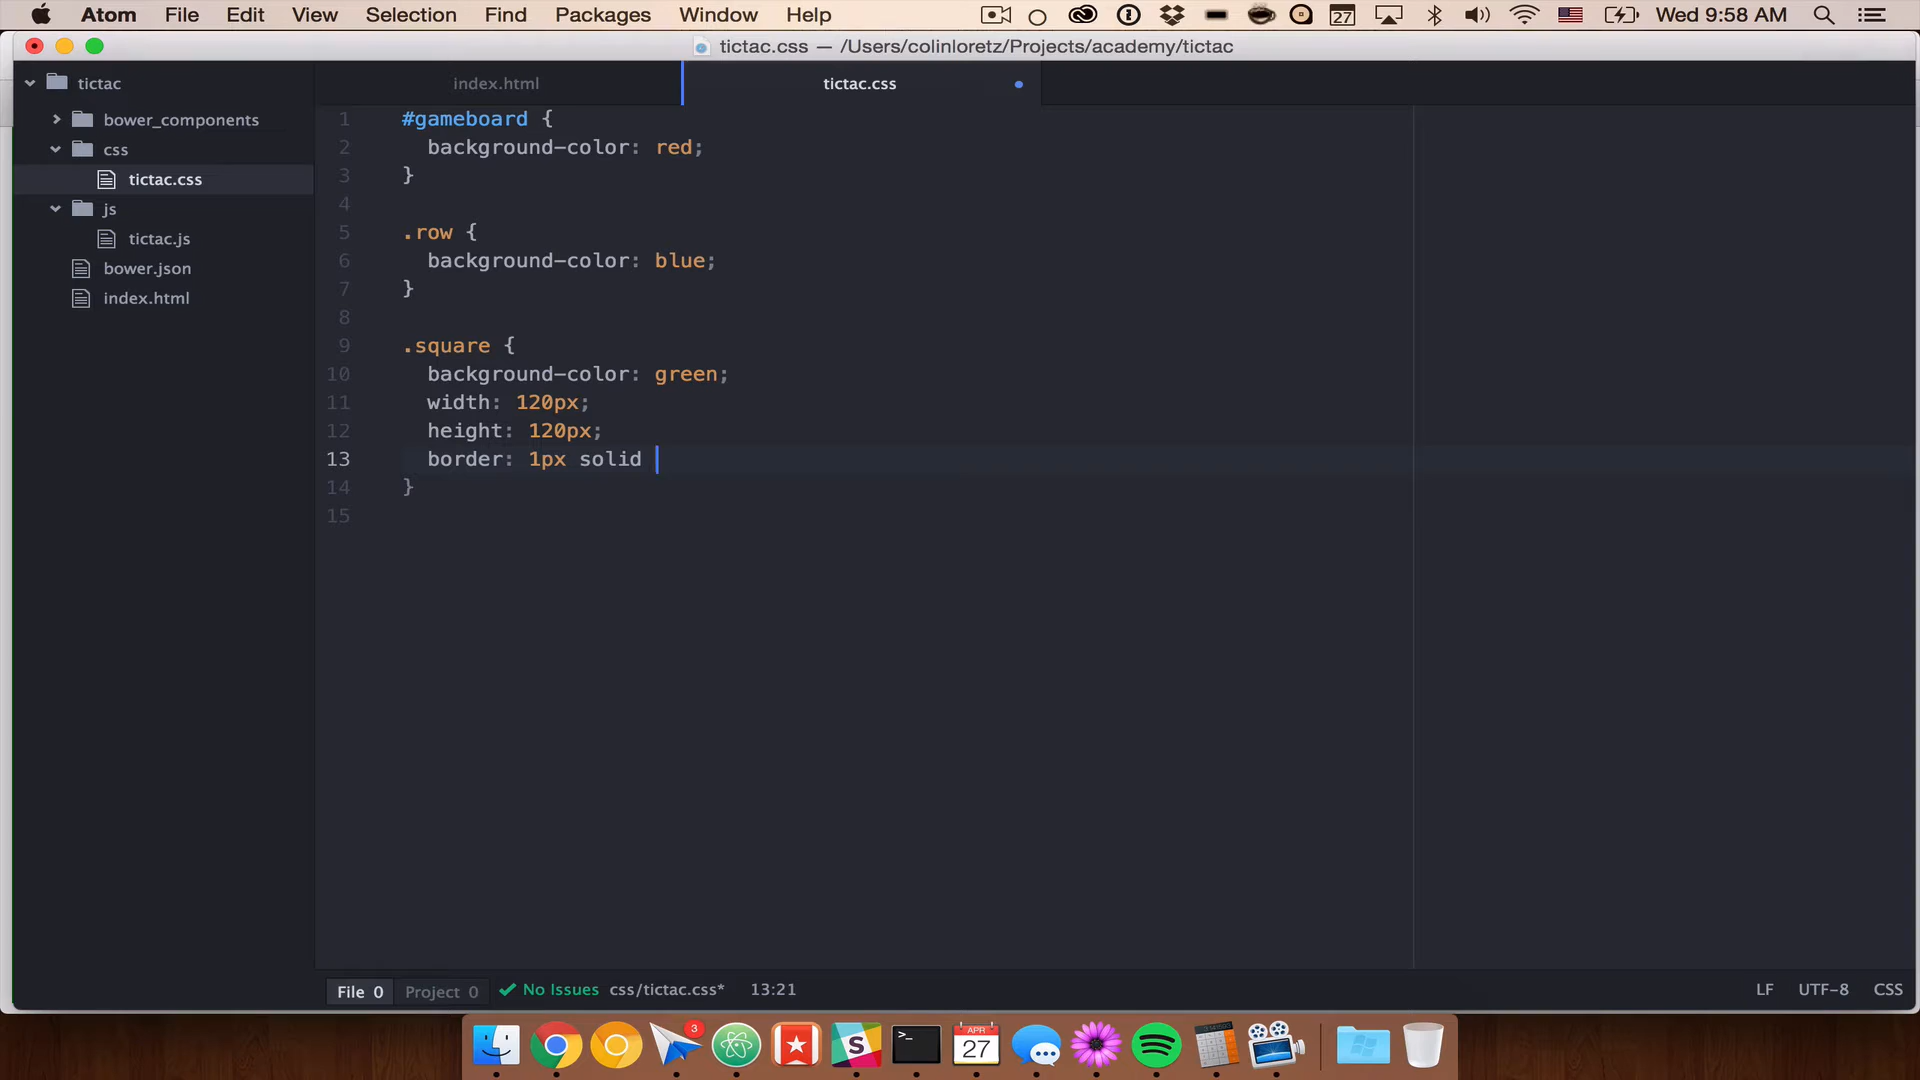 Atom File Edit View Selection Find Packages Window Help 27 Wed 9:58 AM
tictac.css — /Users/colinloretz/Projects/academy/tictac
tictac
bower_components
css
tictac.css
js
tictac.js
bower.json
index.html
index.html tictac.css
1 #gameboard {
2 background-color: red;
3 }
4
5 .row {
6 background-color: blue;
7 }
8
9 .square {
10 background-color: green;
11 width: 120px;
12 height: 120px;
13 border: 1px solid
14 }
15
File 0 Project 0 No Issues css/tictac.css* 13:21 LF UTF-8 CSS
3
>_
S
APR
27